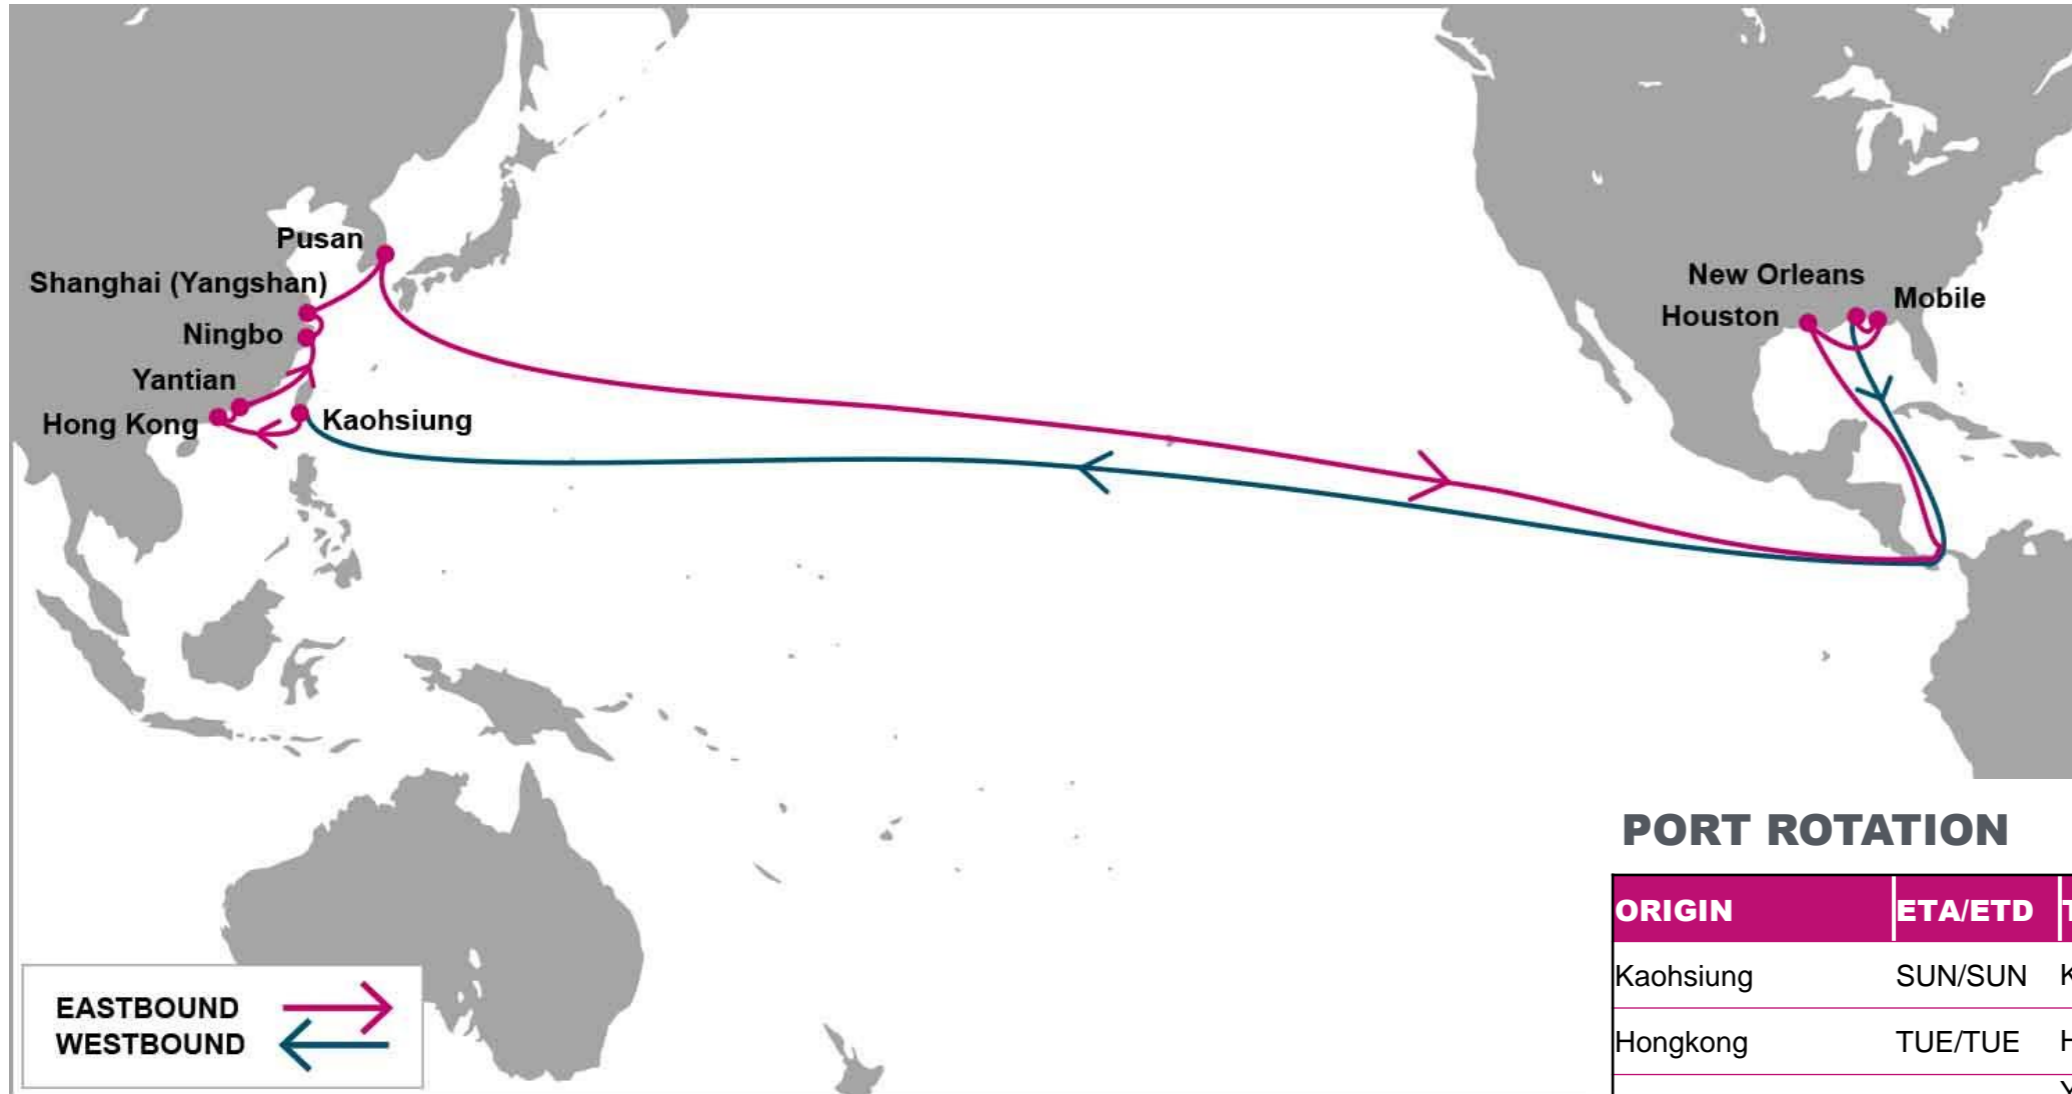 Pusan
Shanghai (Yangshan)
Ningbo
Yantian
Hong Kong
Kaohsiung
New Orleans
Mobile
Houston
EASTBOUND
WESTBOUND
PORT ROTATION
ORIGIN ETA/ETD
Kaohsiung SUN/SUN
Hongkong TUE/TUE